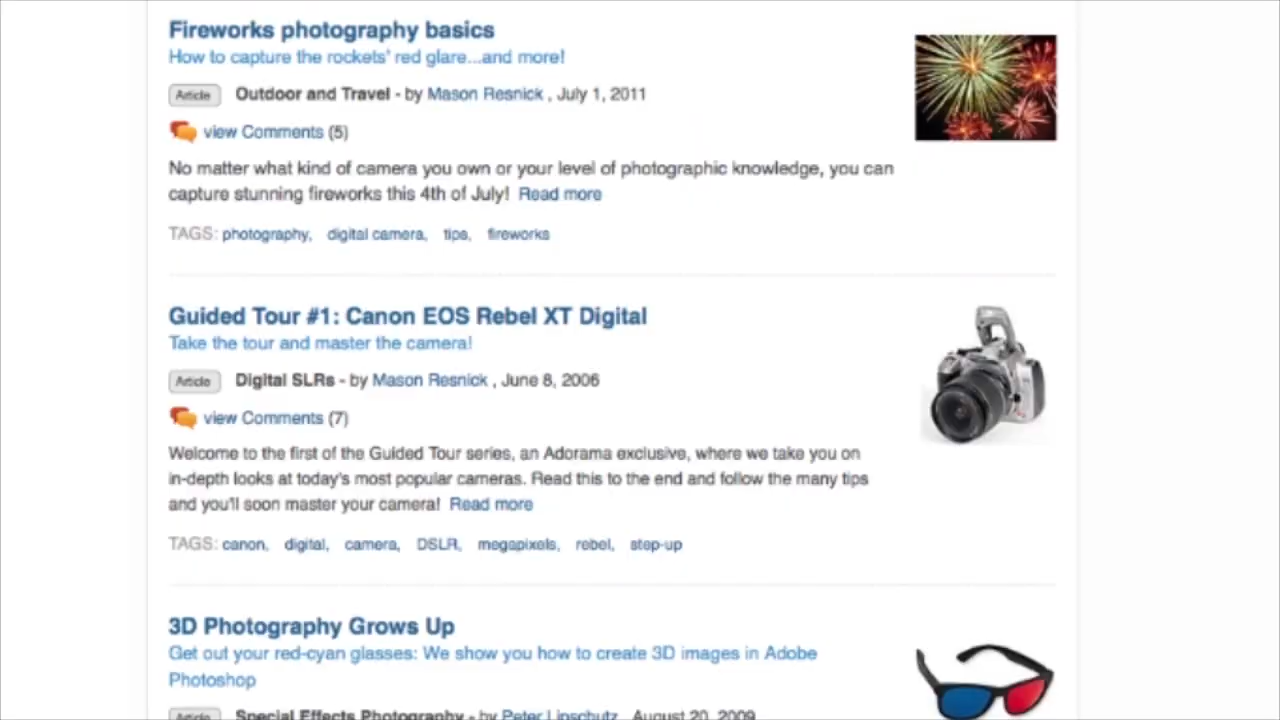 Fireworks photography basics
How to capture the rockets' red glare...and more!
Article Outdoor and Travel - by Mason Resnick , July 1, 2011
view Comments (5)
No matter what kind of camera you own or your level of photographic knowledge, you can
capture stunning fireworks this 4th of July! Read more
TAGS: photography, digital camera, tips, fireworks
Guided Tour #1: Canon EOS Rebel XT Digital
Take the tour and master the camera!
Article Digital SLRs - by Mason Resnick , June 8, 2006
view Comments (7)
Welcome to the first of the Guided Tour series, an Adorama exclusive, where we take you on
in-depth looks at today's most popular cameras. Read this to the end and follow the many tips
and you'll soon master your camera! Read more
TAGS: canon, digital, camera, DSLR, megapixels, rebel, step-up
3D Photography Grows Up
Get out your red-cyan glasses: We show you how to create 3D images in Adobe
Photoshop
Article Special Effects Photography - by Peter Lipschutz , August 20, 2009